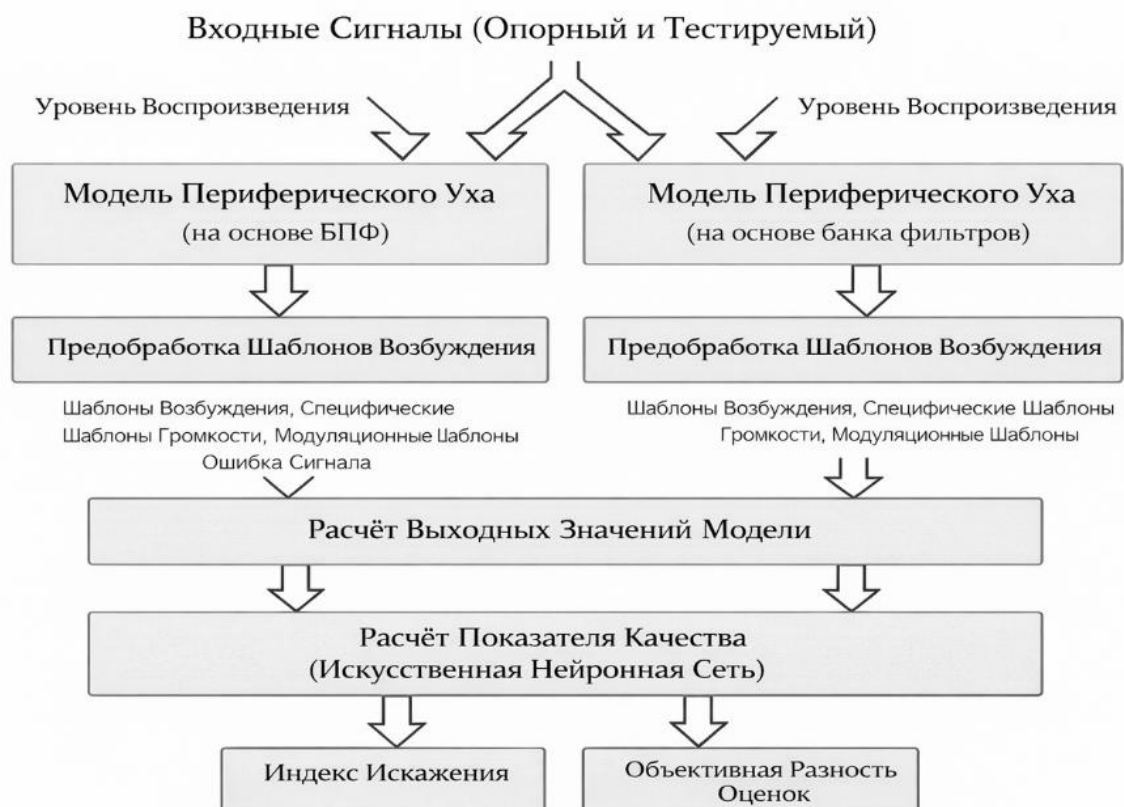 Входные Сигналы (Опорный и Тестируемый)
Уровень Воспроизведения
Уровень Воспроизведения
Модель Периферического Уха
(на основе БПФ)
Модель Периферического Уха
(на основе банка фильтров)
Предобработка Шаблонов Возбуждения
Предобработка Шаблонов Возбуждения
Шаблоны Возбуждения, Специфические
Шаблоны Громкости, Модуляционные Шаблоны
Ошибка Сигнала
Шаблоны Возбуждения, Специфические Шаблоны
Громкости, Модуляционные Шаблоны
Расчёт Выходных Значений Модели
Расчёт Показателя Качества
(Искусственная Нейронная Сеть)
Индекс Искажения
Объективная Разность
Оценок